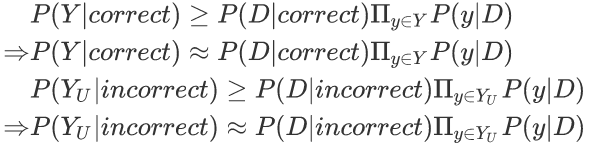 P(Y|correct) ≥ P(D|correct)Π_{y∈Y}P(y|D)
⇒P(Y|correct) ≈ P(D|correct)Π_{y∈Y}P(y|D)
P(Y_U|incorrect) ≥ P(D|incorrect)Π_{y∈Y_U}P(y|D)
⇒P(Y_U|incorrect) ≈ P(D|incorrect)Π_{y∈Y_U}P(y|D)